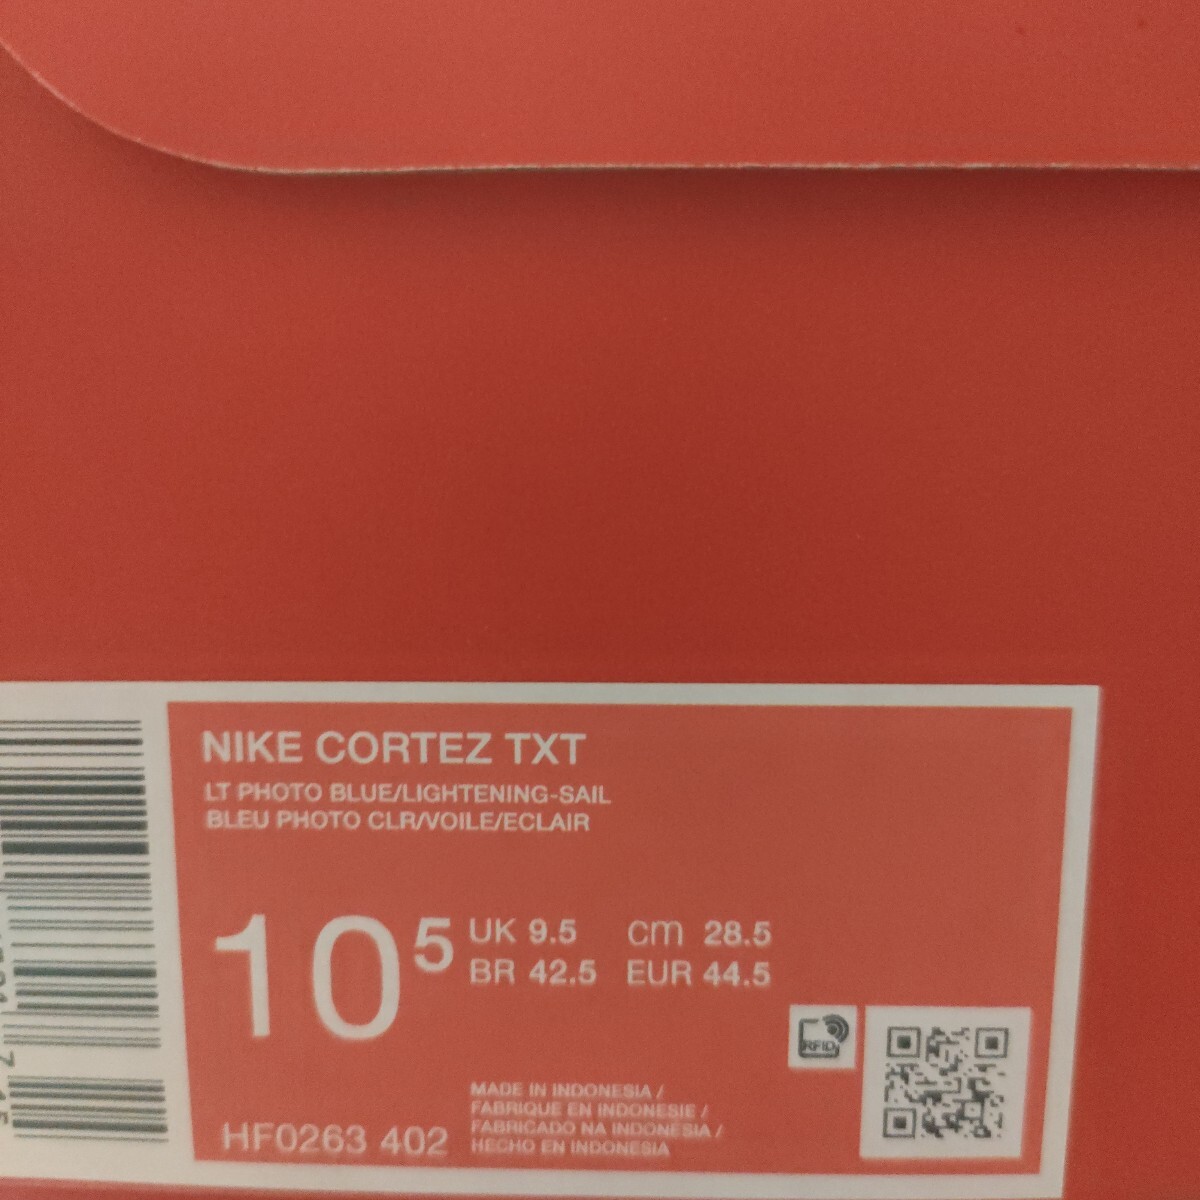 NIKE CORTEZ TXT
LT PHOTO BLUE/LIGHTENING-SAIL
BLEU PHOTO CLR/VOILE/ECLAIR
10 5
UK 9.5 cm 28.5
BR 42.5 EUR 44.5
RFID
MADE IN INDONESIA /
FABRIQUE EN INDONESIE /
FABRICADO NA INDONESIA /
HECHO EN INDONESIA
HF0263 402